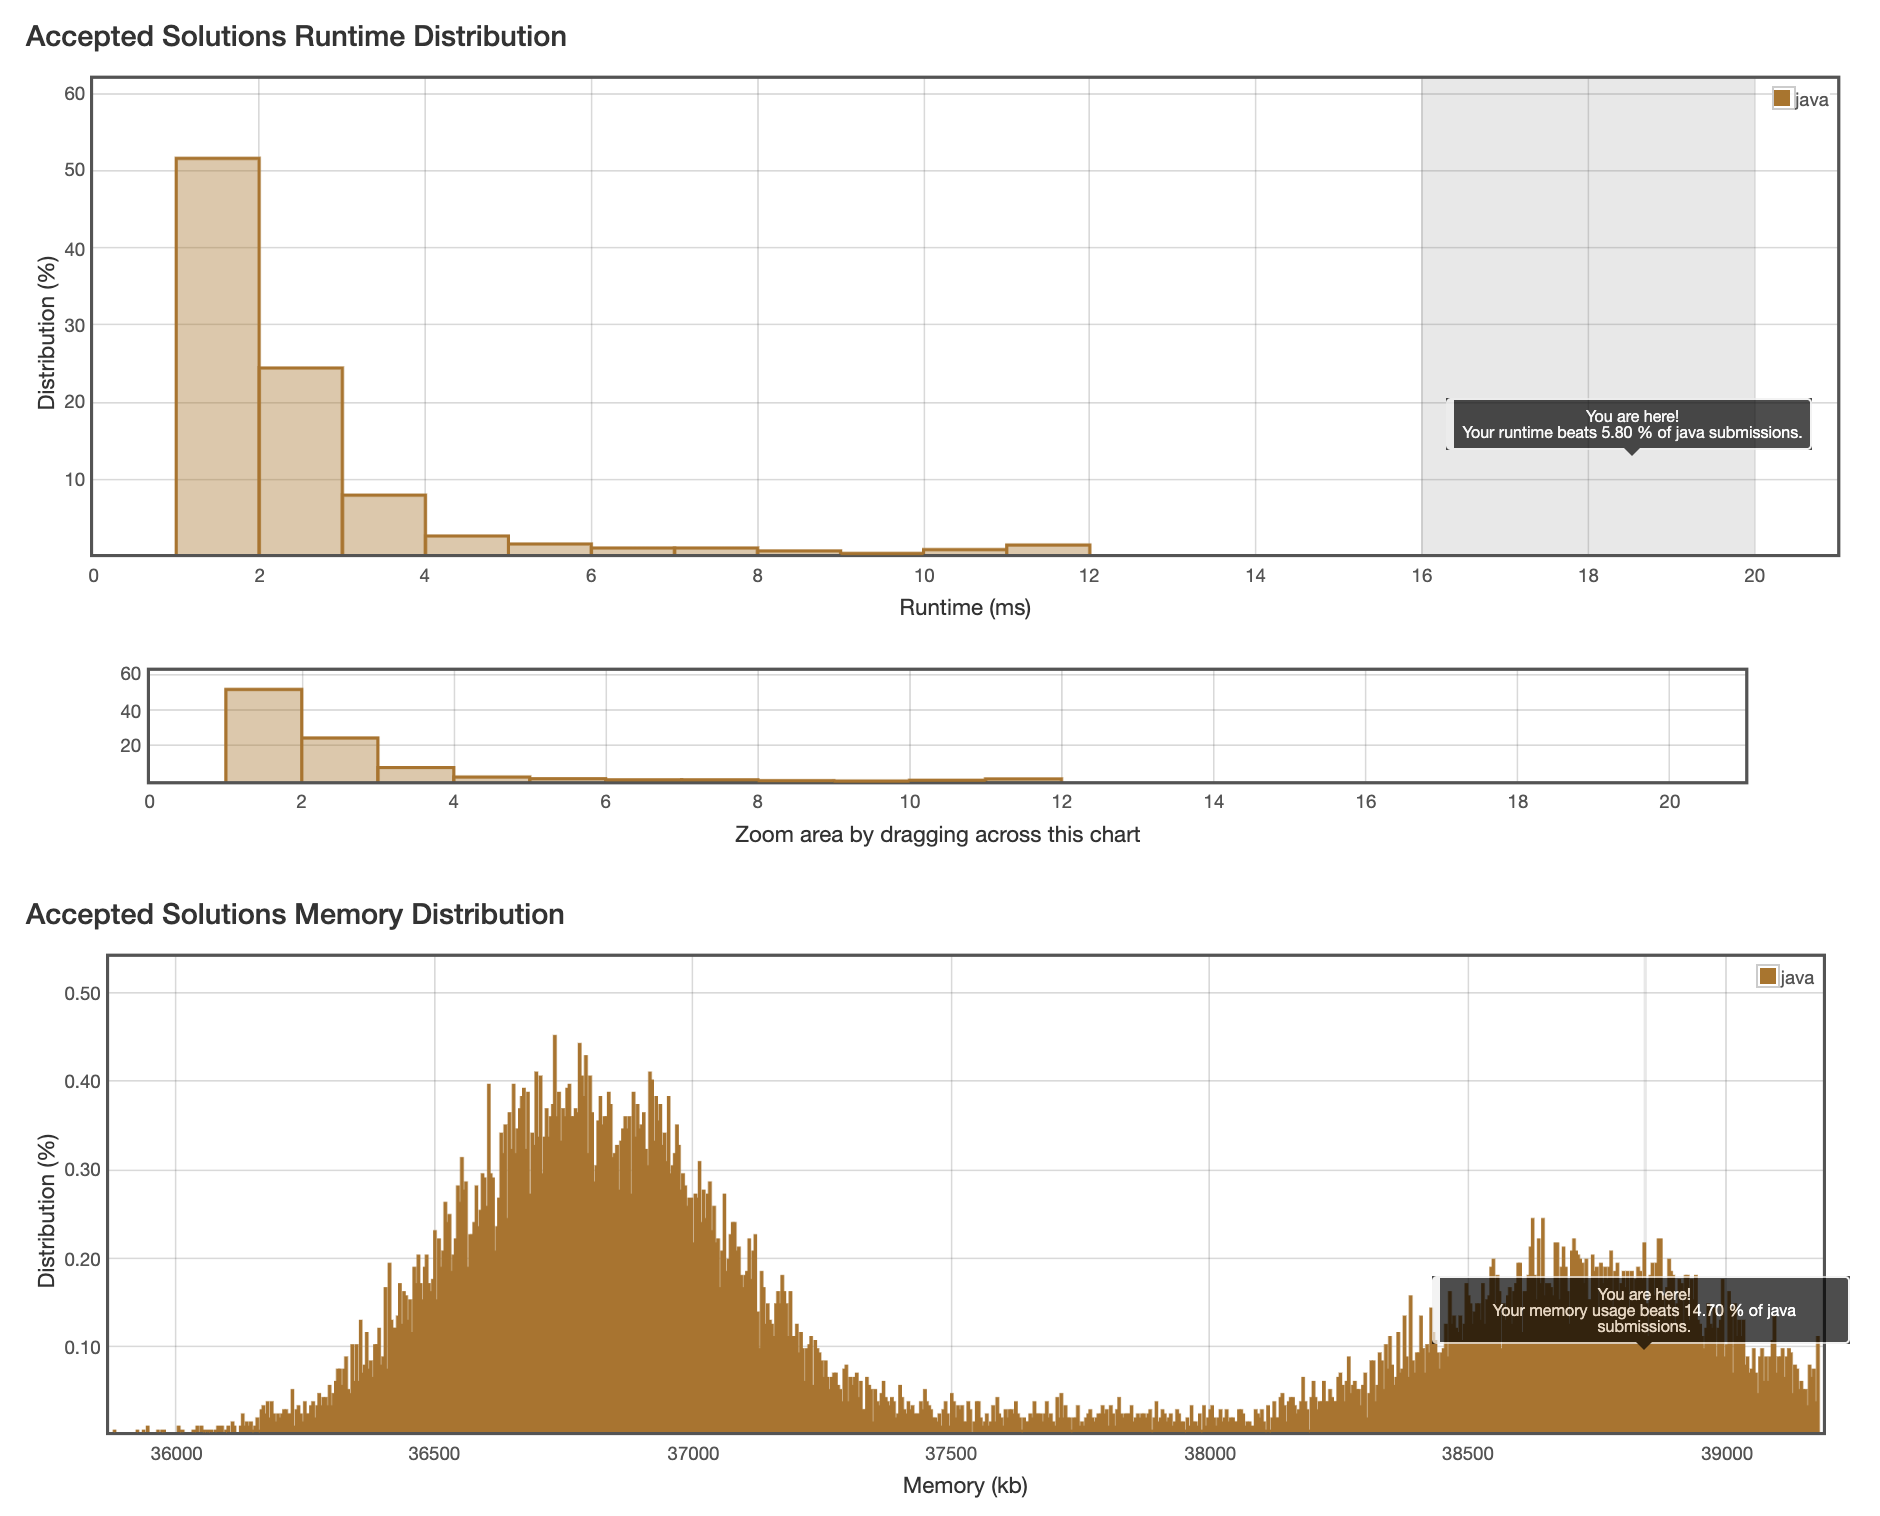 Accepted Solutions Runtime Distribution
60
50
40
30
20
10
Distribution (%)
java
You are here!
Your runtime beats 5.80 % of java submissions.
0 2 4 6 8 10 12 14 16 18 20
Runtime (ms)
60
40
20
0 2 4 6 8 10 12 14 16 18 20
Zoom area by dragging across this chart
Accepted Solutions Memory Distribution
0.50
0.40
0.30
0.20
0.10
Distribution (%)
java
You are here!
Your memory usage beats 14.70 % of java
submissions.
36000 36500 37000 37500 38000 38500 39000
Memory (kb)